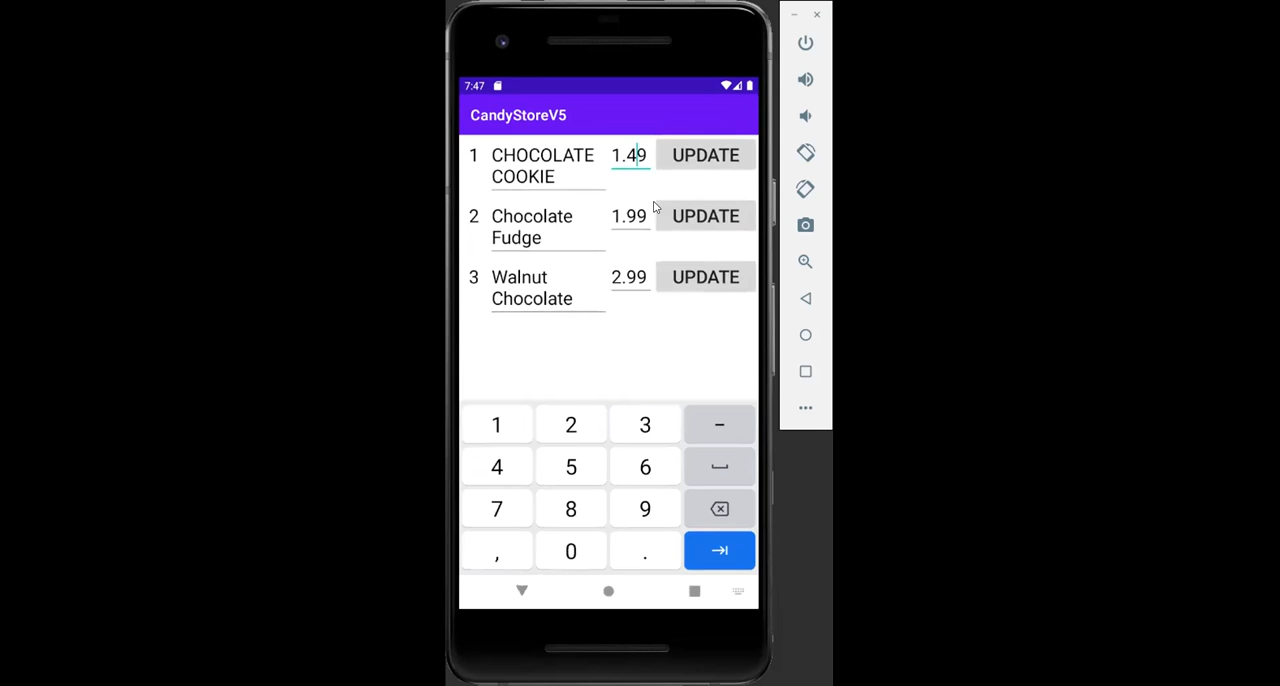 7:47
CandyStoreV5
1 CHOCOLATE COOKIE 1.49 UPDATE
2 Chocolate Fudge 1.99 UPDATE
3 Walnut Chocolate 2.99 UPDATE
1 2 3 -
4 5 6
7 8 9
, 0 .